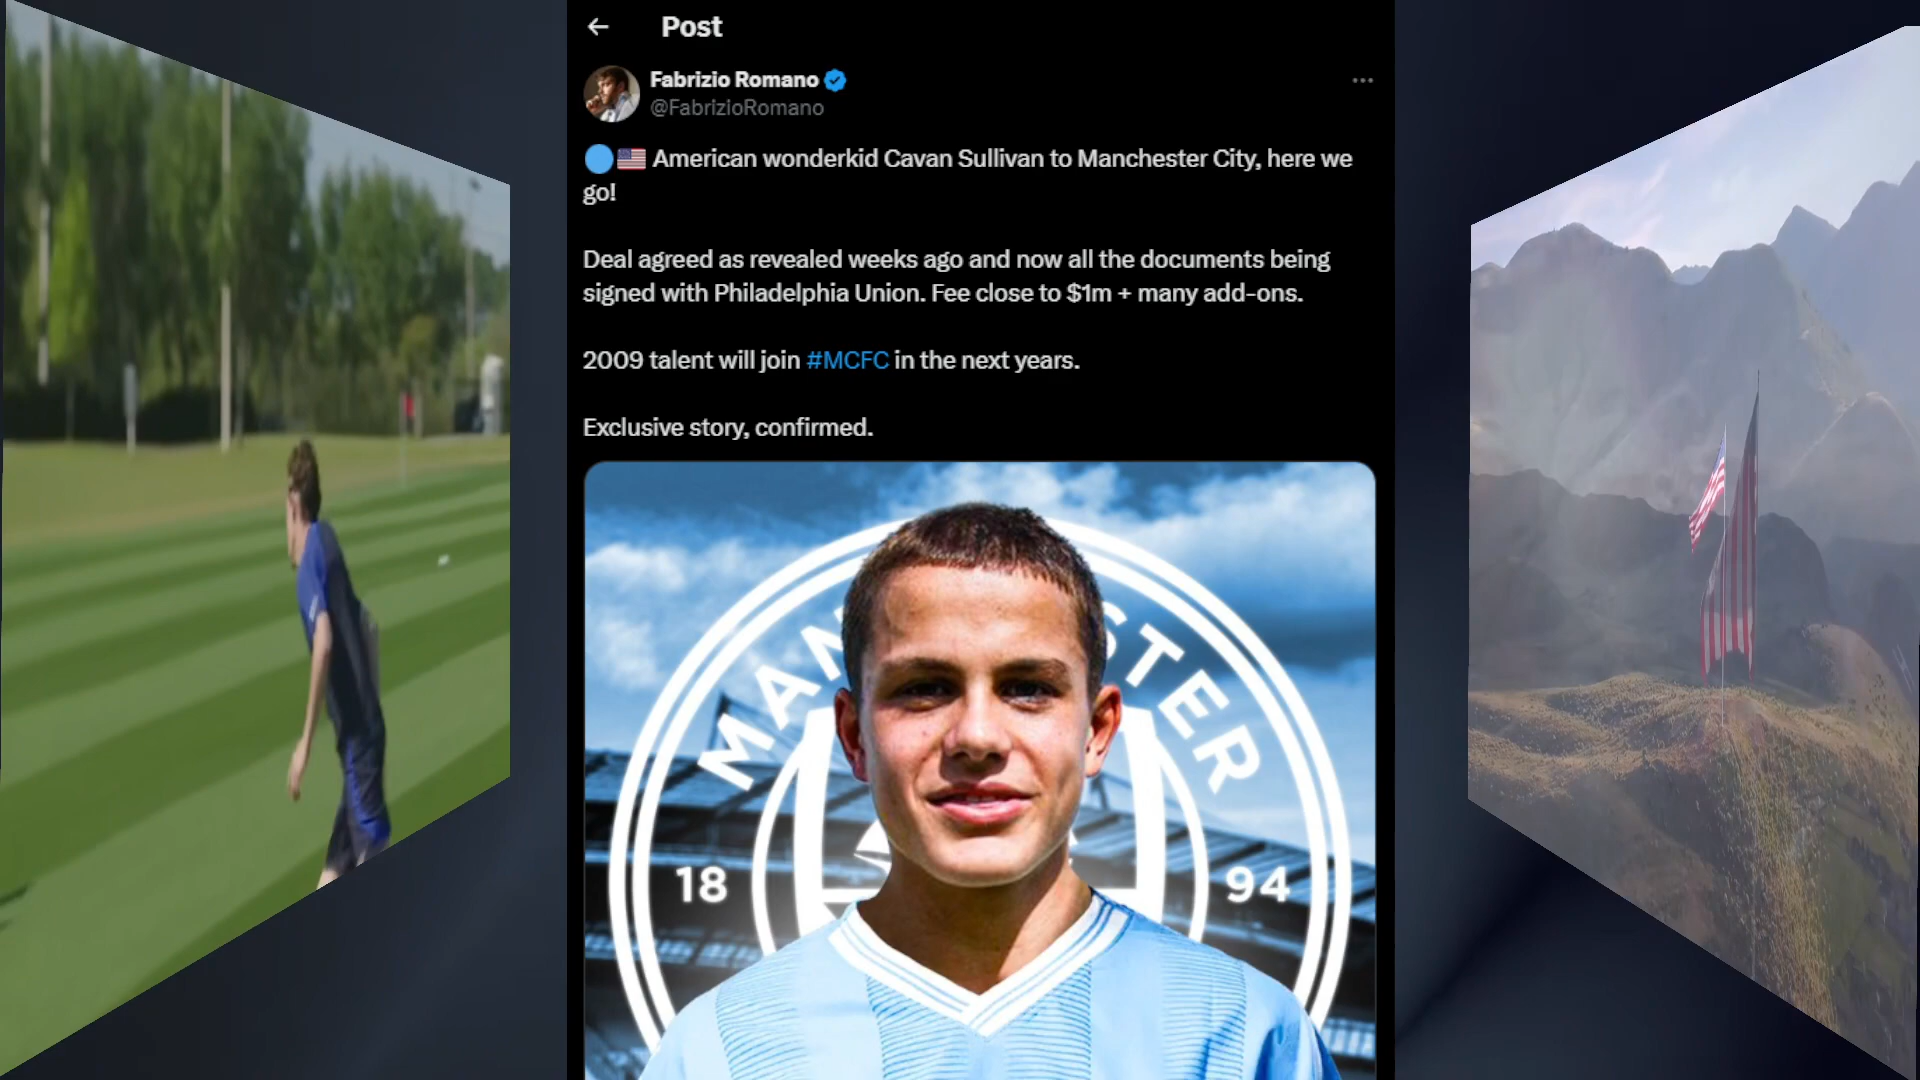 Post
Fabrizio Romano
@FabrizioRomano
🔵🇺🇸 American wonderkid Cavan Sullivan to Manchester City, here we
go!
Deal agreed as revealed weeks ago and now all the documents being
signed with Philadelphia Union. Fee close to $1m + many add-ons.
2009 talent will join #MCFC in the next years.
Exclusive story, confirmed.
MAN STER
18 94